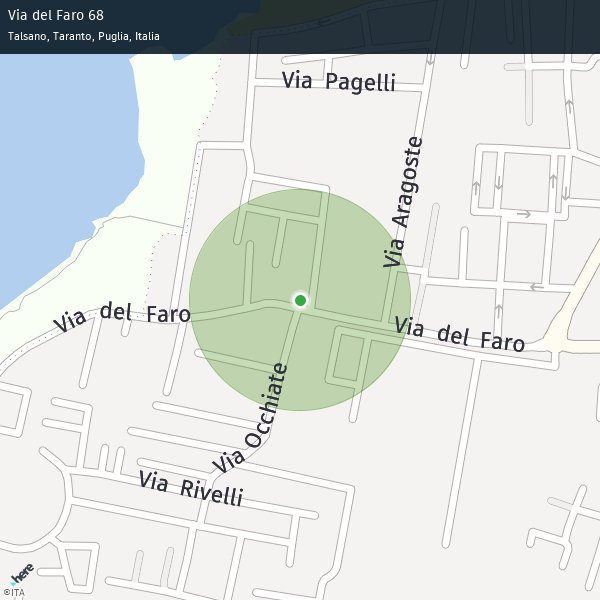 Via del Faro 68
Talsano, Taranto, Puglia, Italia
Via Pagelli
Via Aragoste
Via del Faro
Via del Faro
Via Occhiate
Via Rivelli
here
©ITA